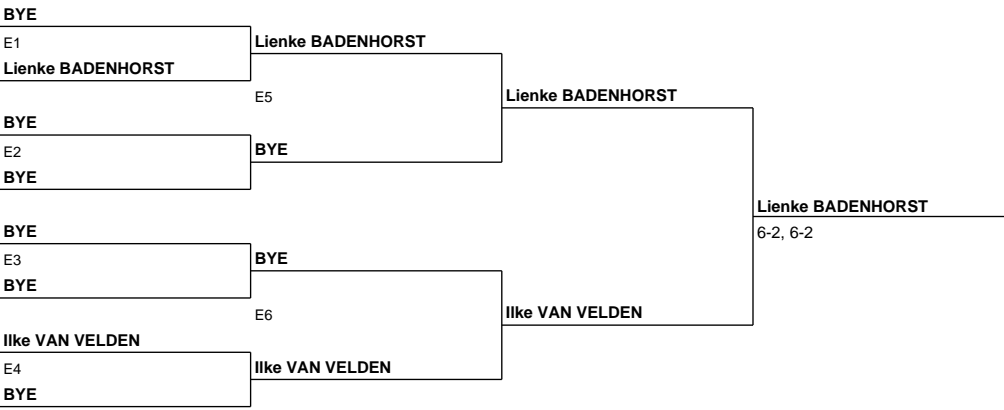 BYE
E1
Lienke BADENHORST
Lienke BADENHORST
E5
Lienke BADENHORST
BYE
E2
BYE
BYE
Lienke BADENHORST
6-2, 6-2
BYE
E3
BYE
BYE
E6
Ilke VAN VELDEN
Ilke VAN VELDEN
E4
Ilke VAN VELDEN
BYE